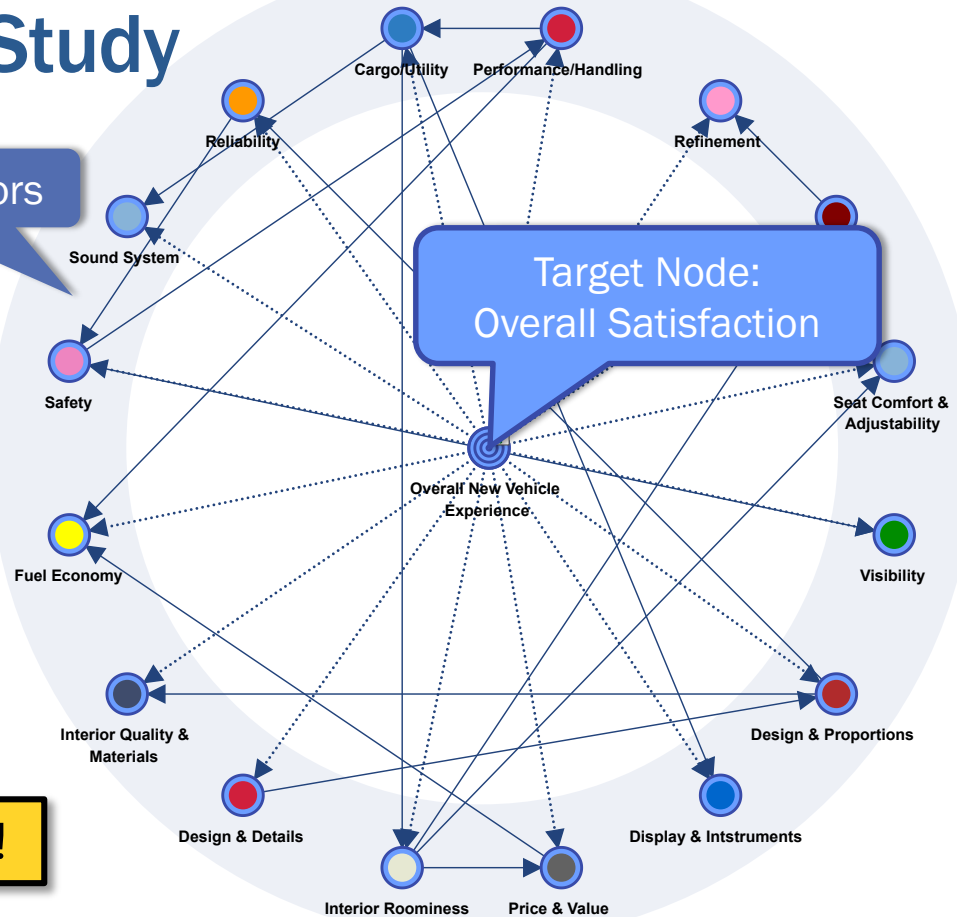 Study
Cargo/Utility
Performance/Handling
Reliability
Refinement
ors
Sound System
Target Node:
Overall Satisfaction
Safety
Seat Comfort &
Adjustability
Overall New Vehicle
Experience
Fuel Economy
Visibility
Interior Quality &
Materials
Design & Proportions
Design & Details
Display & Intstruments
!
Interior Roominess
Price & Value